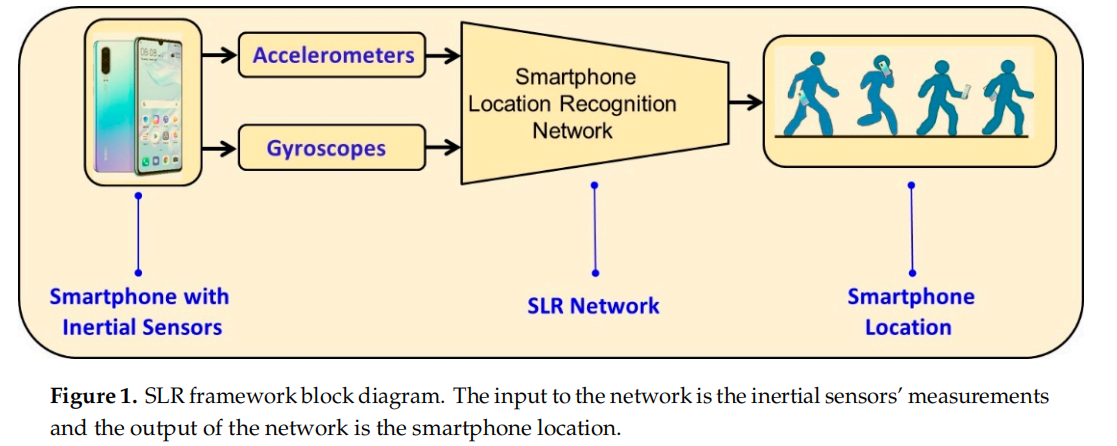 Accelerometers
Gyroscopes
Smartphone
Location Recognition
Network
Smartphone with
Inertial Sensors
SLR Network
Smartphone
Location
Figure 1. SLR framework block diagram. The input to the network is the inertial sensors’ measurements
and the output of the network is the smartphone location.